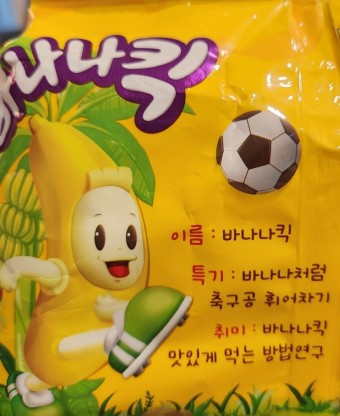 바나나킥
이름 : 바나나킥
특기 : 바나나처럼
축구공 휘어차기
취미 : 바나나킥
맛있게 먹는 방법연구